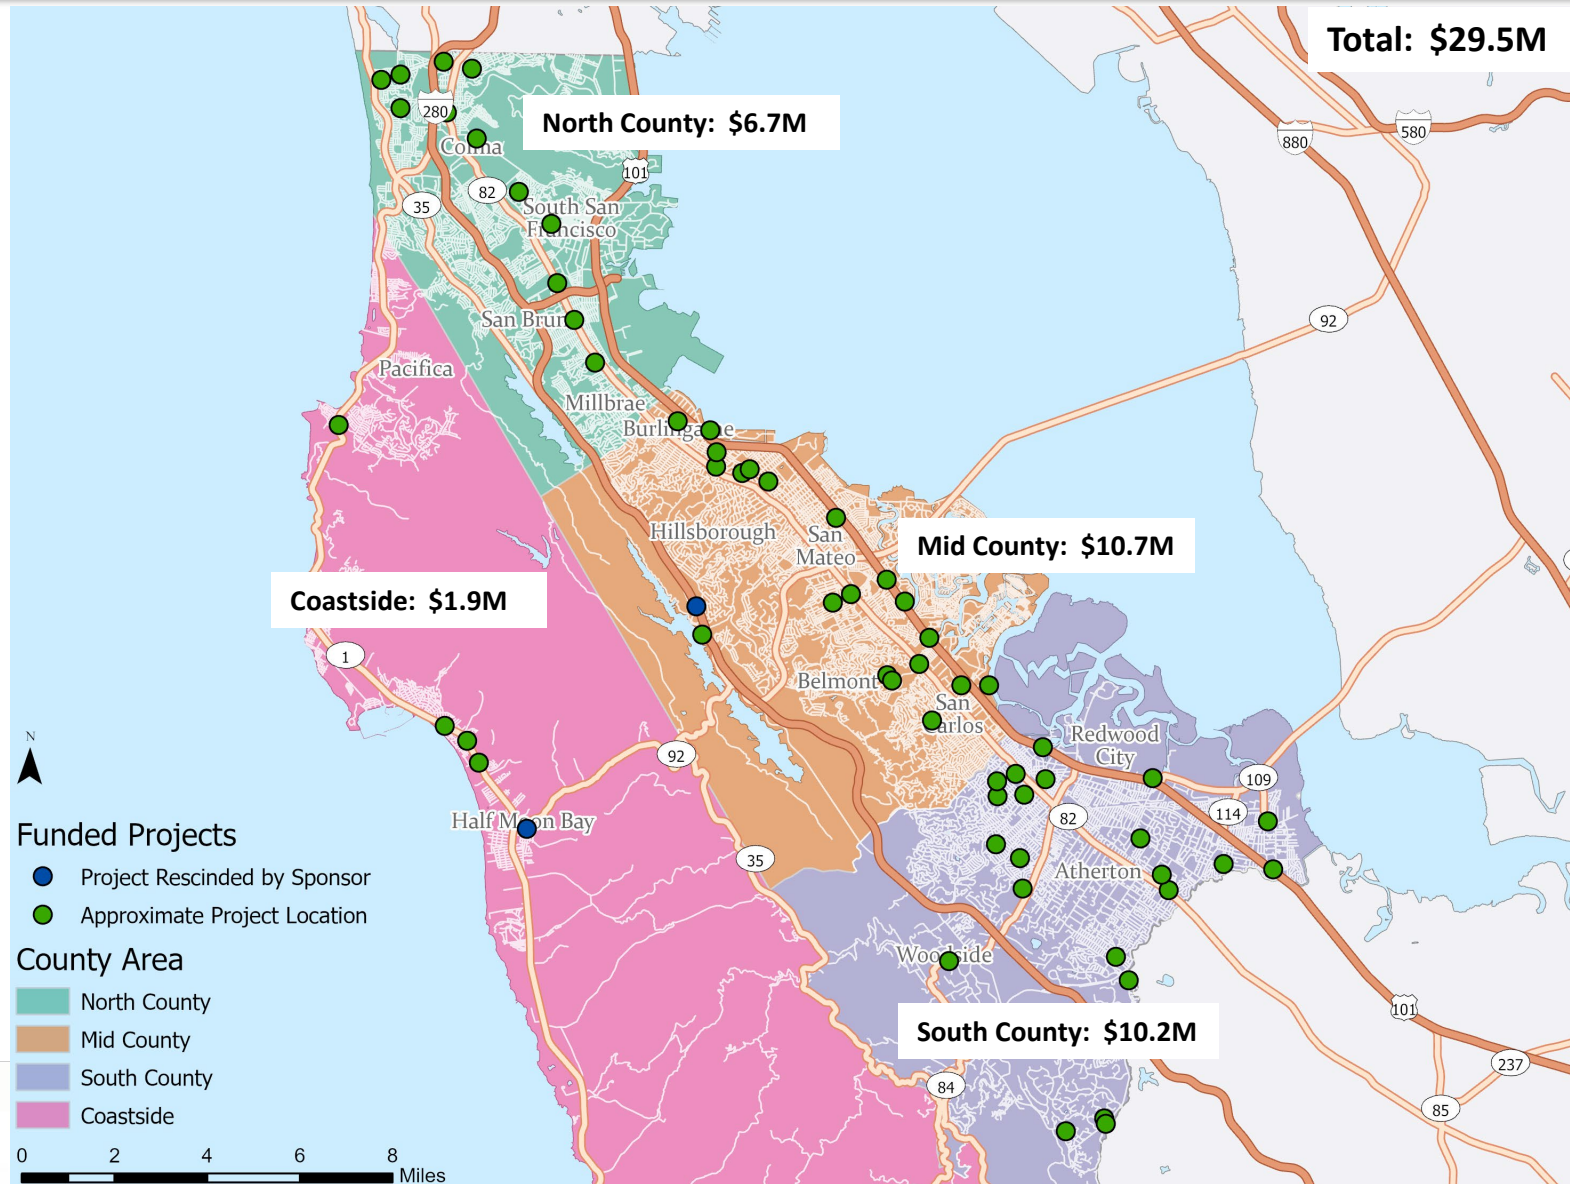 Total: $29.5M
280
North County: $6.7M
580
880
Colma
101
82
35
South San
Francisco
San Bruno
92
Pacifica
Millbrae
Burlingame
Hillsborough
San
Mateo
Mid County: $10.7M
Coastside: $1.9M
1
Belmont
San
Carlos
Redwood
City
N
92
109
114
82
Half Moon Bay
Funded Projects
Project Rescinded by Sponsor
Approximate Project Location
35
Atherton
Woodside
County Area
North County
Mid County
South County
Coastside
South County: $10.2M
101
237
84
85
0 2 4 6 8
Miles